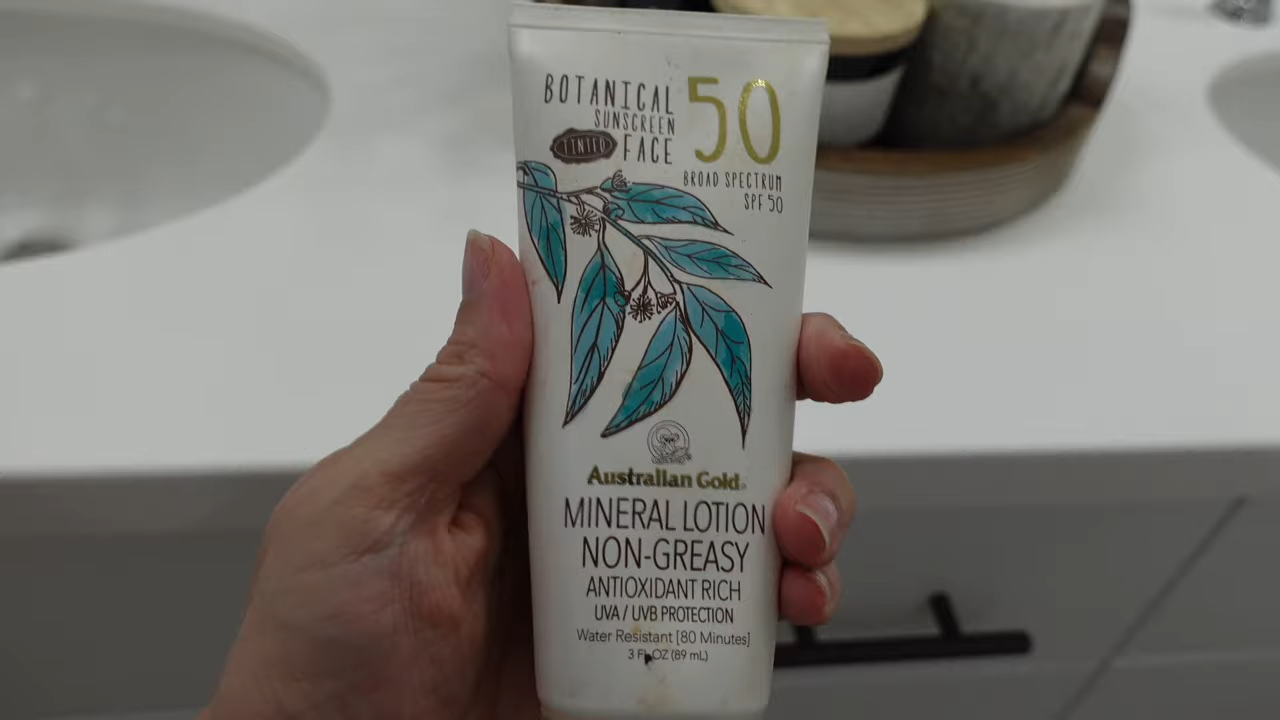 BOTANICAL 50
SUNSCREEN
TINTED FACE
BROAD SPECTRUM
SPF 50
Australian Gold®
MINERAL LOTION
NON-GREASY
ANTIOXIDANT RICH
UVA / UVB PROTECTION
Water Resistant [80 Minutes]
3 FL OZ (89 mL)